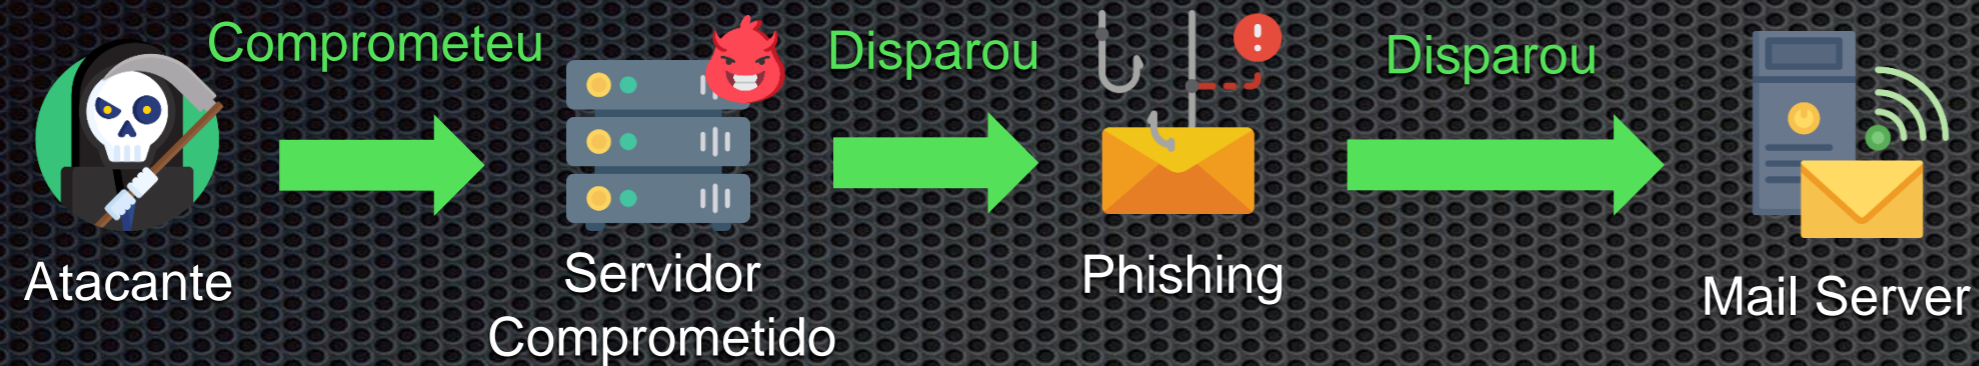 Comprometeu
Disparou
Disparou
Atacante
Servidor
Comprometido
Phishing
Mail Server